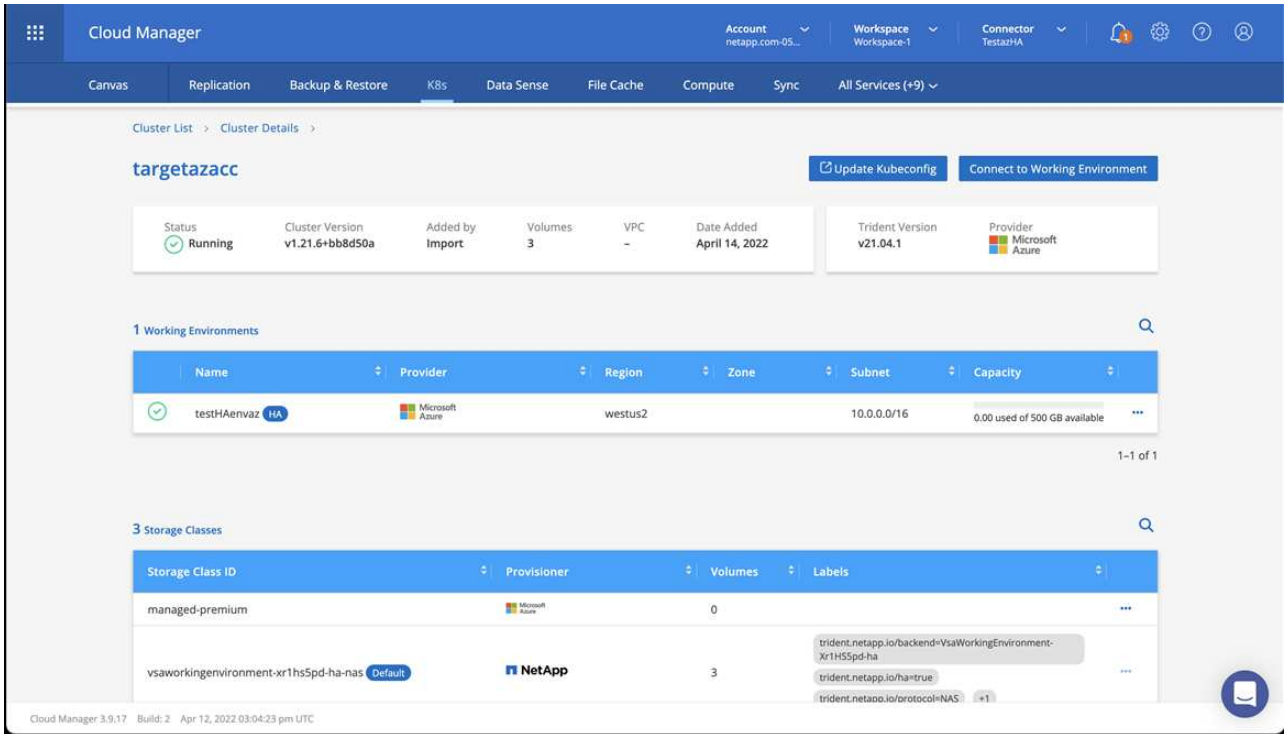 Cloud Manager
Account
netapp.com-05...
Workspace
Workspace-1
Connector
TestazHA
1
Canvas
Replication
Backup & Restore
K8s
Data Sense
File Cache
Compute
Sync
All Services (+9)
Cluster List > Cluster Details >
targetazacc
Update Kubeconfig
Connect to Working Environment
Status
Running
Cluster Version
v1.21.6+bb8d50a
Added by
Import
Volumes
3
VPC
-
Date Added
April 14, 2022
Trident Version
v21.04.1
Provider
Microsoft
Azure
1 Working Environments
Name Provider Region Zone Subnet Capacity
testHAenvaz HA Microsoft Azure westus2 10.0.0.0/16 0.00 used of 500 GB available
1–1 of 1
3 Storage Classes
Storage Class ID Provisioner Volumes Labels
managed-premium Microsoft Azure 0
vsaworkingenvironment-xr1hs5pd-ha-nas Default NetApp 3
trident.netapp.io/backend=VsaWorkingEnvironment-
Xr1HS5pd-ha
trident.netapp.io/ha=true
trident.netapp.io/protocol=NAS +1
Cloud Manager 3.9.17 Build: 2 Apr 12, 2022 03:04:23 pm UTC